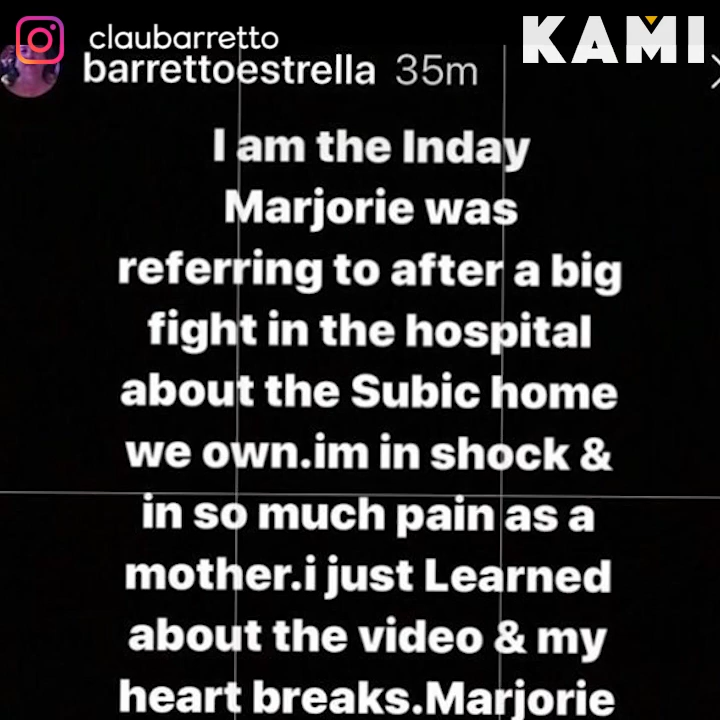 claubarretto
KAMI
barrettoestrella 35m
I am the Inday
Marjorie was
referring to after a big
fight in the hospital
about the Subic home
we own.im in shock &
in so much pain as a
mother.i just Learned
about the video & my
heart breaks.Marjorie